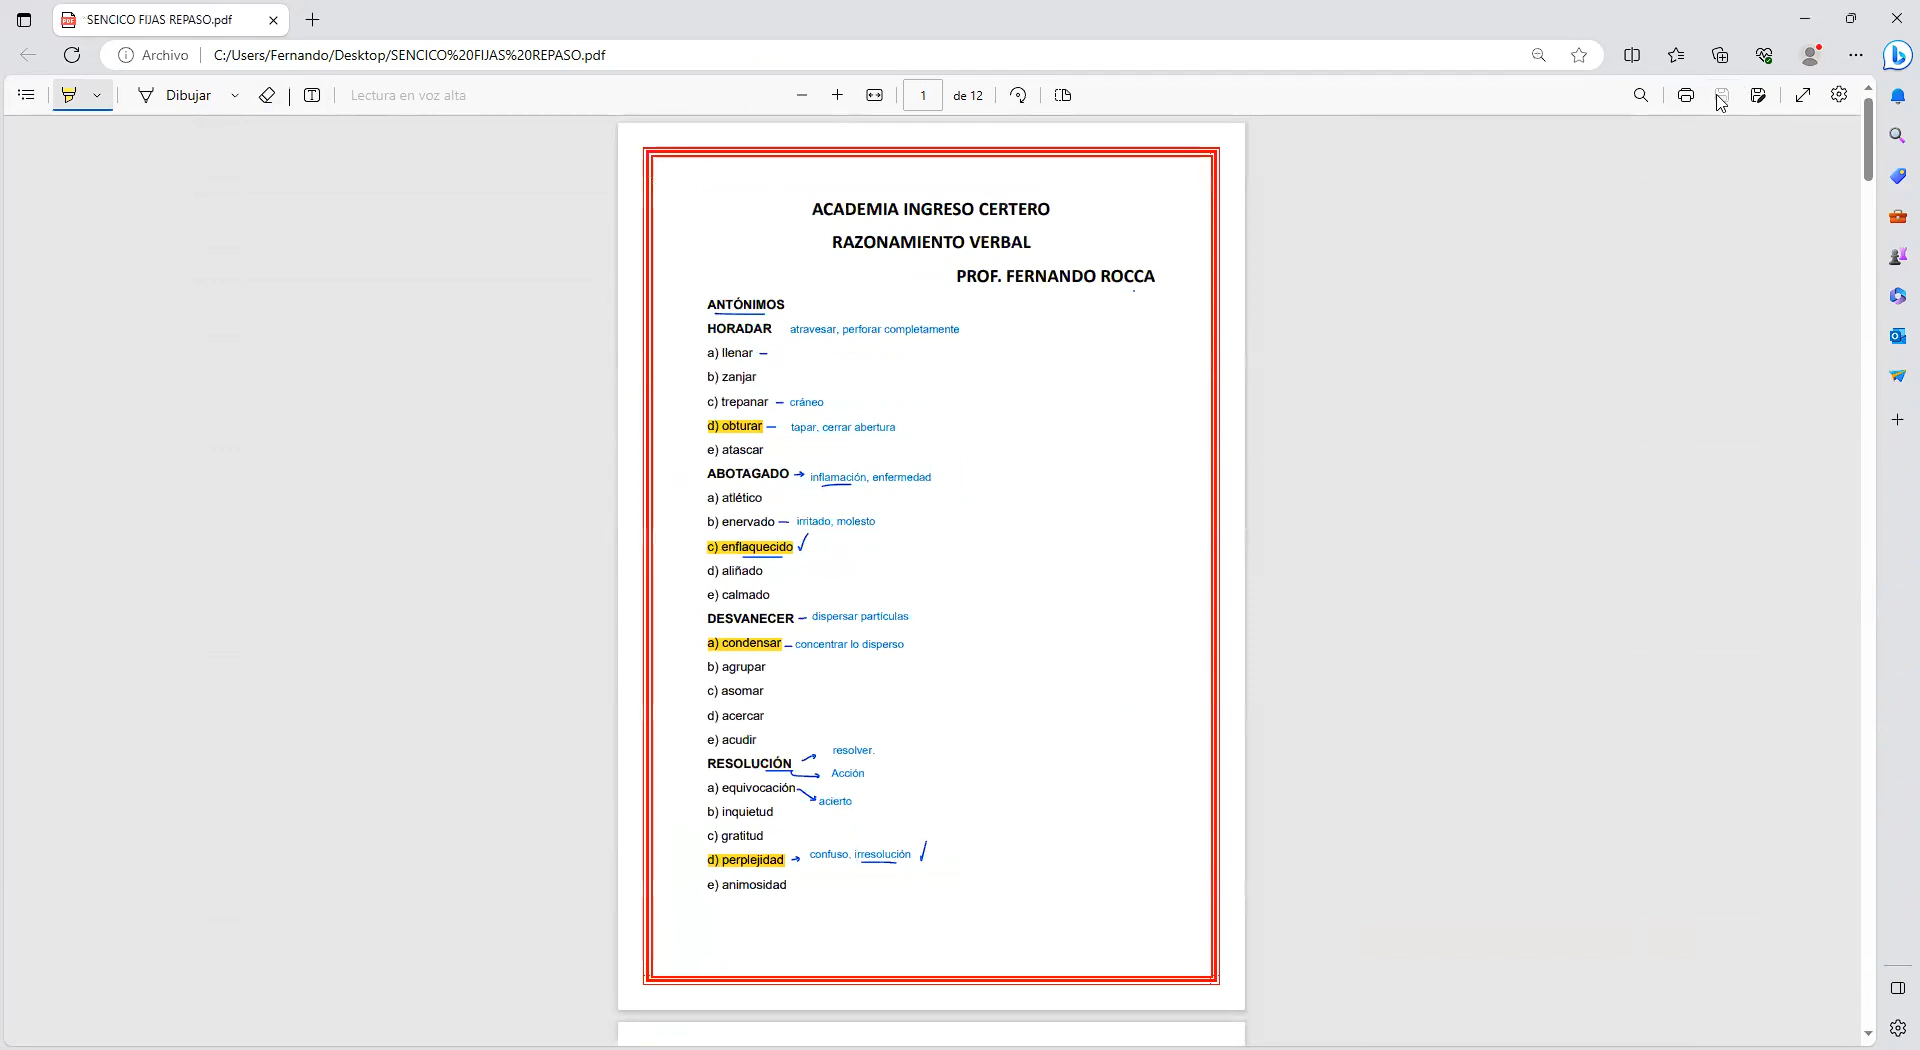 SENCICO FIJAS REPASO.pdf
Archivo C:/Users/Fernando/Desktop/SENCICO%20FIJAS%20REPASO.pdf
Dibujar Lectura en voz alta 1 de 12
ACADEMIA INGRESO CERTERO
RAZONAMIENTO VERBAL
PROF. FERNANDO ROCCA
ANTÓNIMOS
HORADAR atravesar, perforar completamente
a) llenar –
b) zanjar
c) trepanar – cráneo
d) obturar – tapar, cerrar abertura
e) atascar
ABOTAGADO → inflamación, enfermedad
a) atlético
b) enervado – irritado, molesto
c) enflaquecido ✓
d) aliñado
e) calmado
DESVANECER – dispersar partículas
a) condensar – concentrar lo disperso
b) agrupar
c) asomar
d) acercar
e) acudir
resolver.
RESOLUCIÓN
Acción
a) equivocación
acierto
b) inquietud
c) gratitud
d) perplejidad → confuso, irresolución ✓
e) animosidad